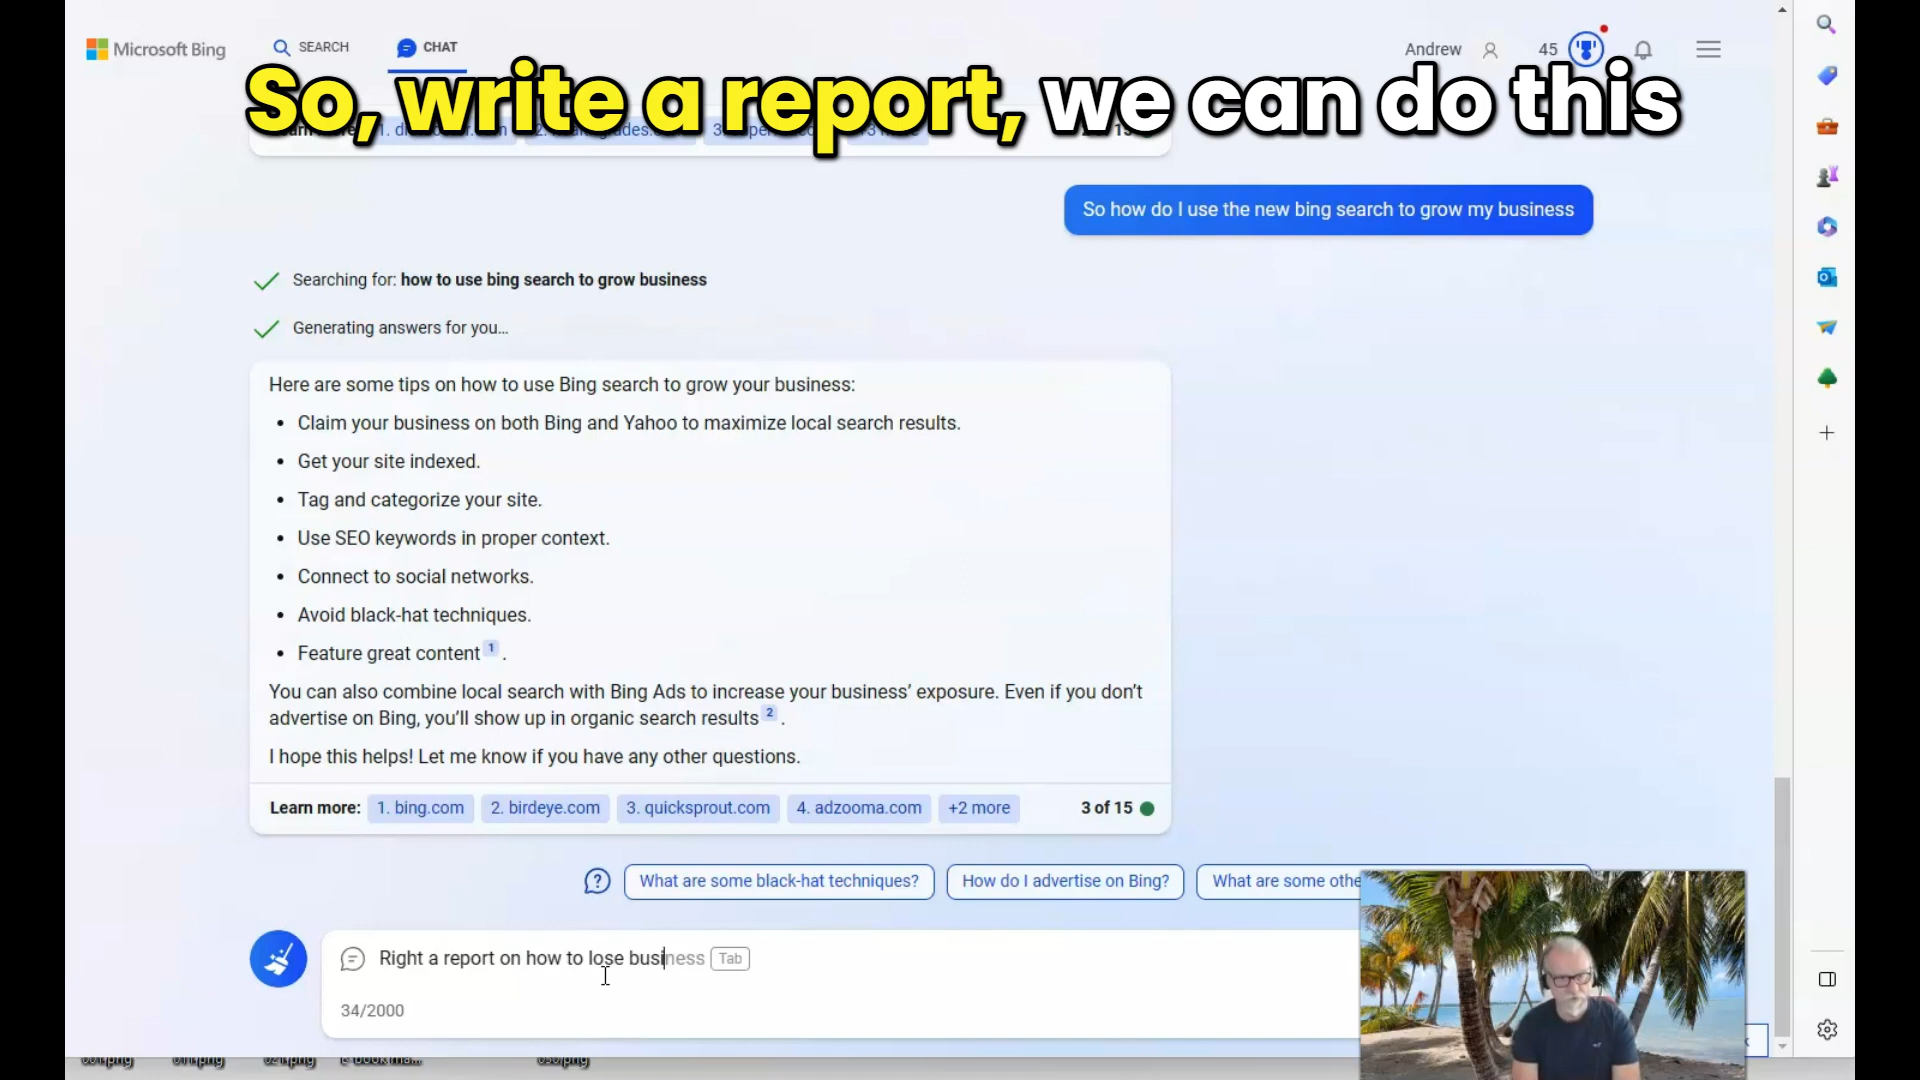 Microsoft Bing
SEARCH
CHAT
Andrew
45
So, write a report, we can do this
So how do I use the new bing search to grow my business
Searching for: how to use bing search to grow business
Generating answers for you...
Here are some tips on how to use Bing search to grow your business:
• Claim your business on both Bing and Yahoo to maximize local search results.
• Get your site indexed.
• Tag and categorize your site.
• Use SEO keywords in proper context.
• Connect to social networks.
• Avoid black-hat techniques.
• Feature great content 1 .
You can also combine local search with Bing Ads to increase your business’ exposure. Even if you don’t
advertise on Bing, you’ll show up in organic search results 2 .
I hope this helps! Let me know if you have any other questions.
Learn more: 1. bing.com 2. birdeye.com 3. quicksprout.com 4. adzooma.com +2 more 3 of 15
What are some black-hat techniques? How do I advertise on Bing? What are some othe
Right a report on how to lose business Tab
34/2000